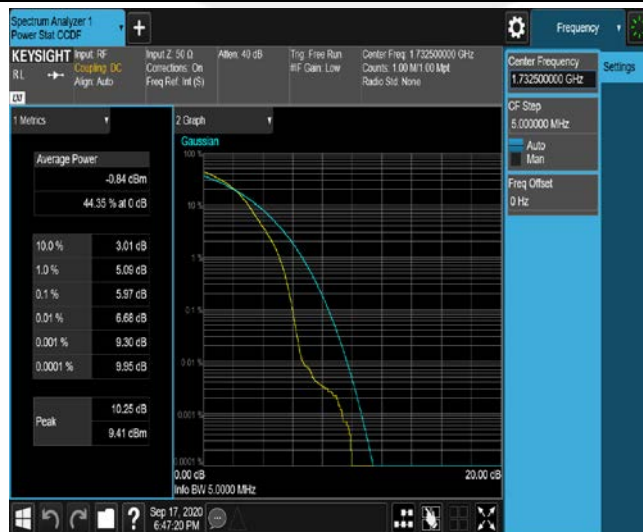 Spectrum Analyzer 1
Power Stat CCDF
+
Frequency
KEYSIGHT
RL
LXI
Input: RF
Coupling: DC
Align: Auto
Input Z: 50 Ω
Corrections: On
Freq Ref: Int (S)
Atten: 40 dB
Trig: Free Run
#IF Gain: Low
Center Freq: 1.732500000 GHz
Counts: 1.00 M/1.00 Mpt
Radio Std: None
Center Frequency
1.732500000 GHz
Settings
CF Step
5.000000 MHz
Auto
Man
Freq Offset
0 Hz
1 Metrics
Average Power
-0.84 dBm
44.35 % at 0 dB
10.0 % 3.01 dB
1.0 % 5.09 dB
0.1 % 5.97 dB
0.01 % 6.68 dB
0.001 % 9.30 dB
0.0001 % 9.95 dB
Peak
10.25 dB
9.41 dBm
2 Graph
Gaussian
100 %
10 %
1 %
0.1 %
0.01 %
0.001 %
0.0001 %
0.00 dB
20.00 dB
Info BW 5.0000 MHz
?
Sep 17, 2020
6:47:20 PM